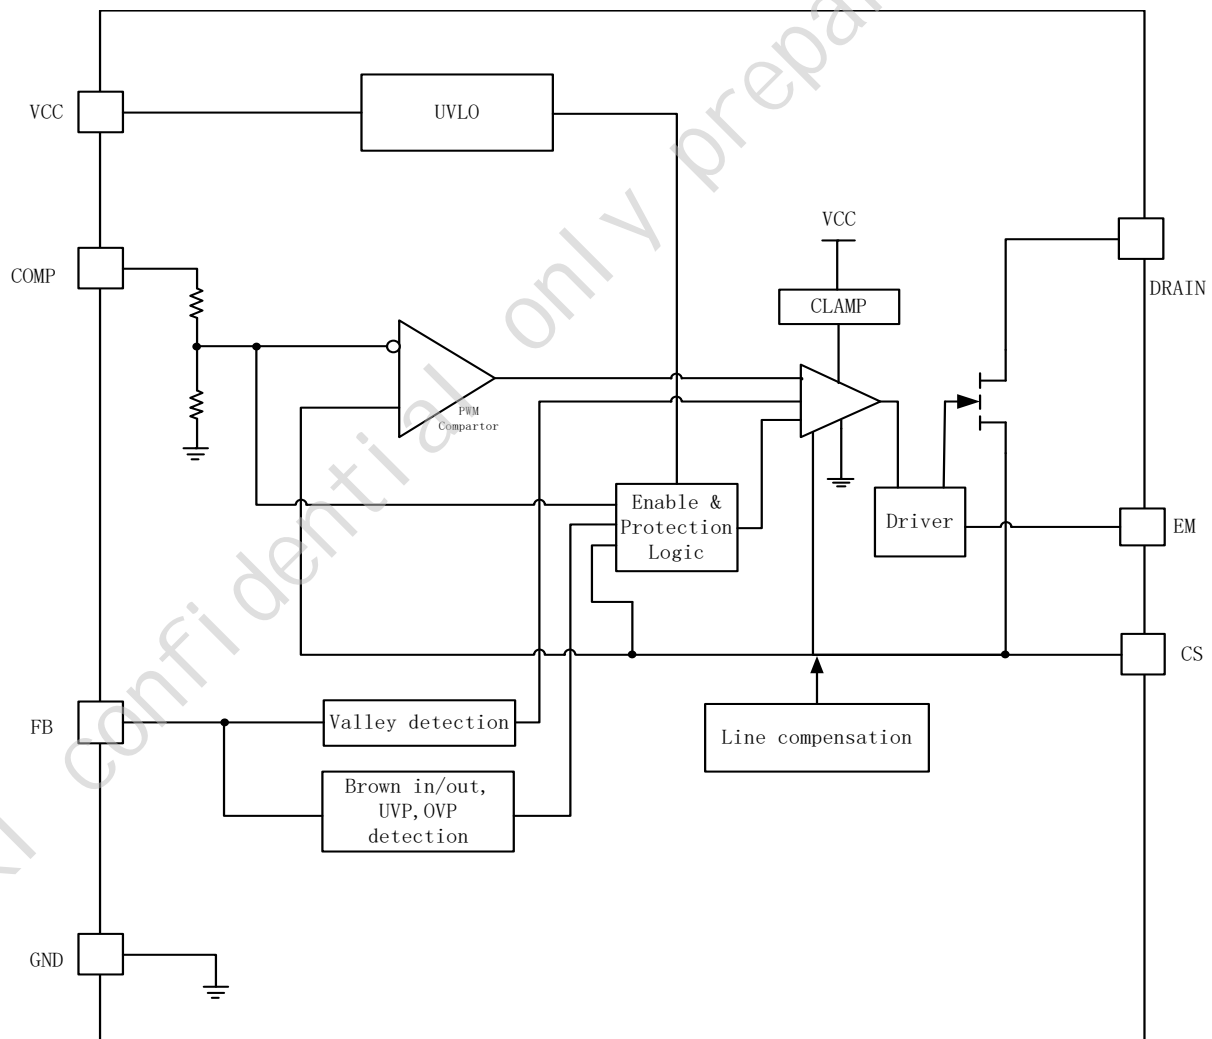 VCC
UVLO
VCC
COMP
DRAIN
CLAMP
PWM
Compartor
Enable &
Protection
Logic
Driver
EM
CS
FB
Valley detection
Line compensation
Brown in/out,
UVP,OVP
detection
GND
confidential only prepar